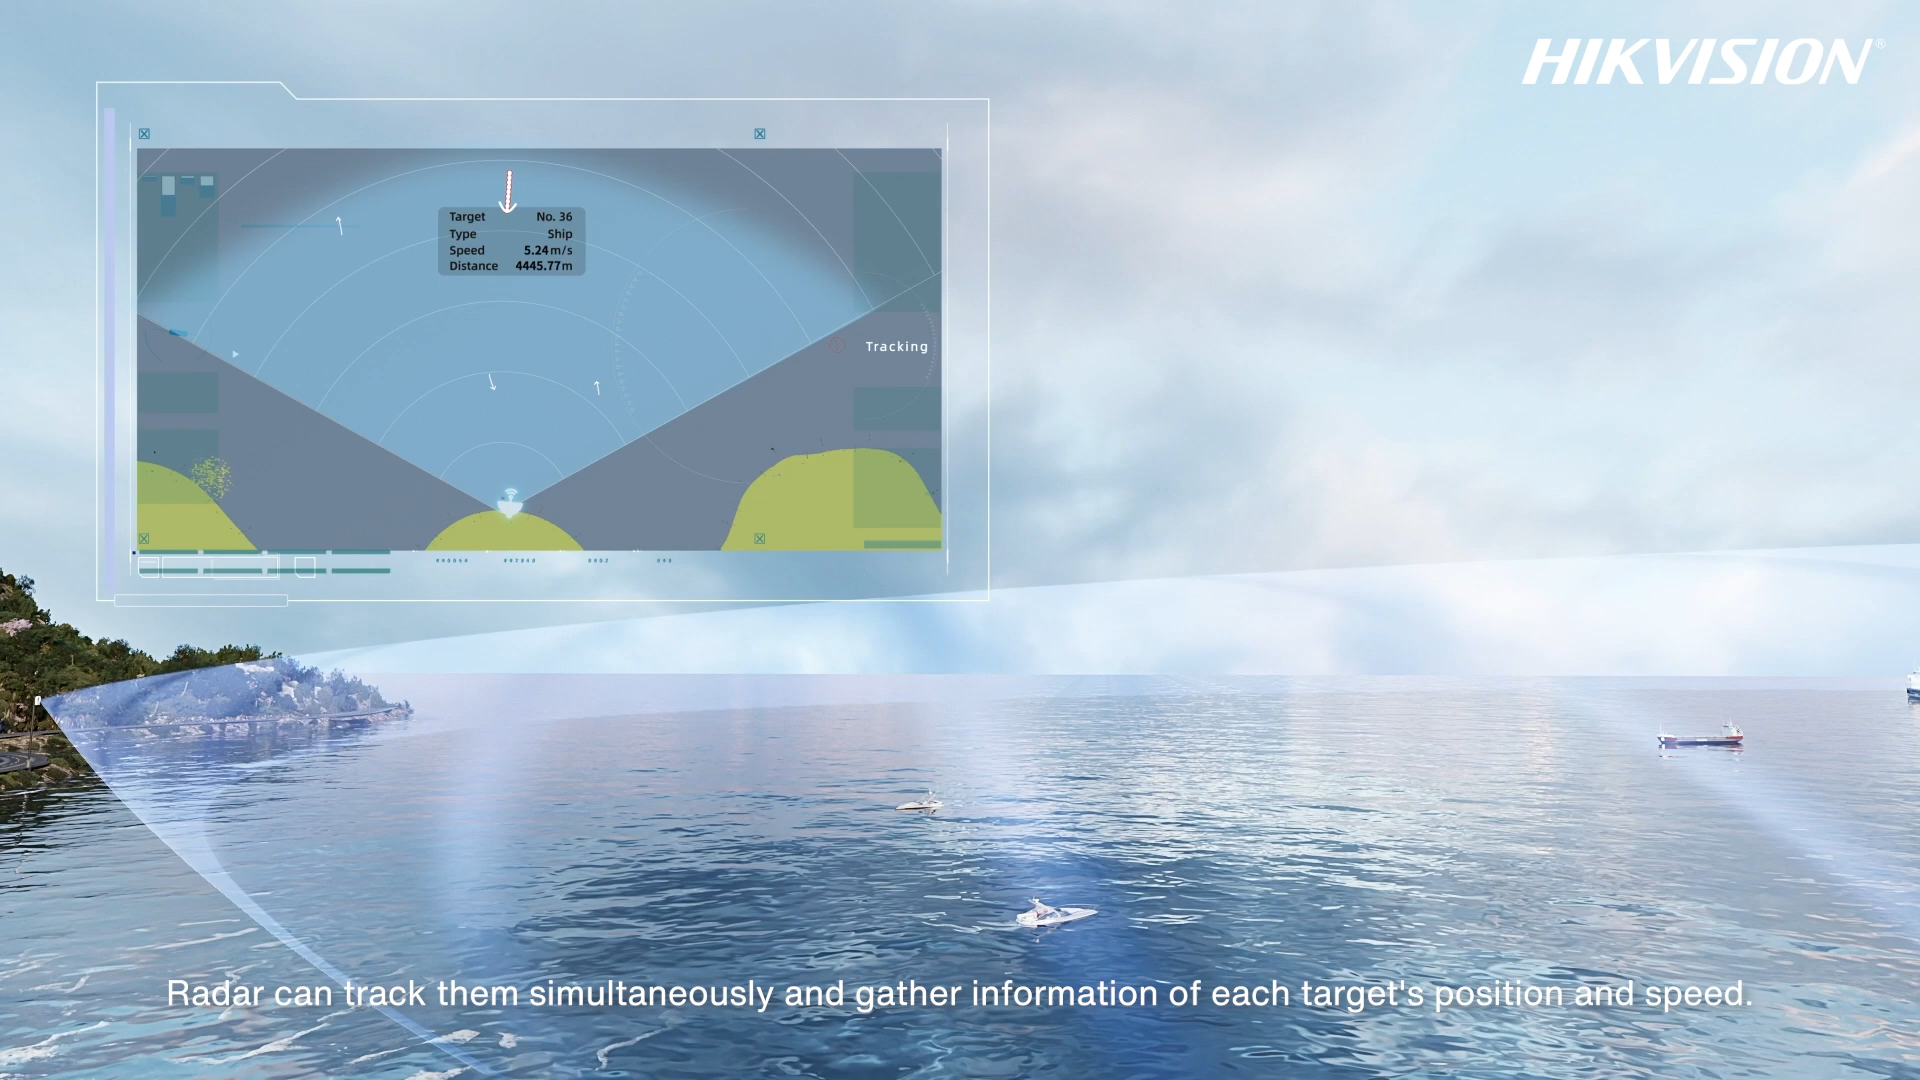 HIKVISION®
Target No. 36
Type Ship
Speed 5.24m/s
Distance 4445.77m
Tracking
Radar can track them simultaneously and gather information of each target's position and speed.